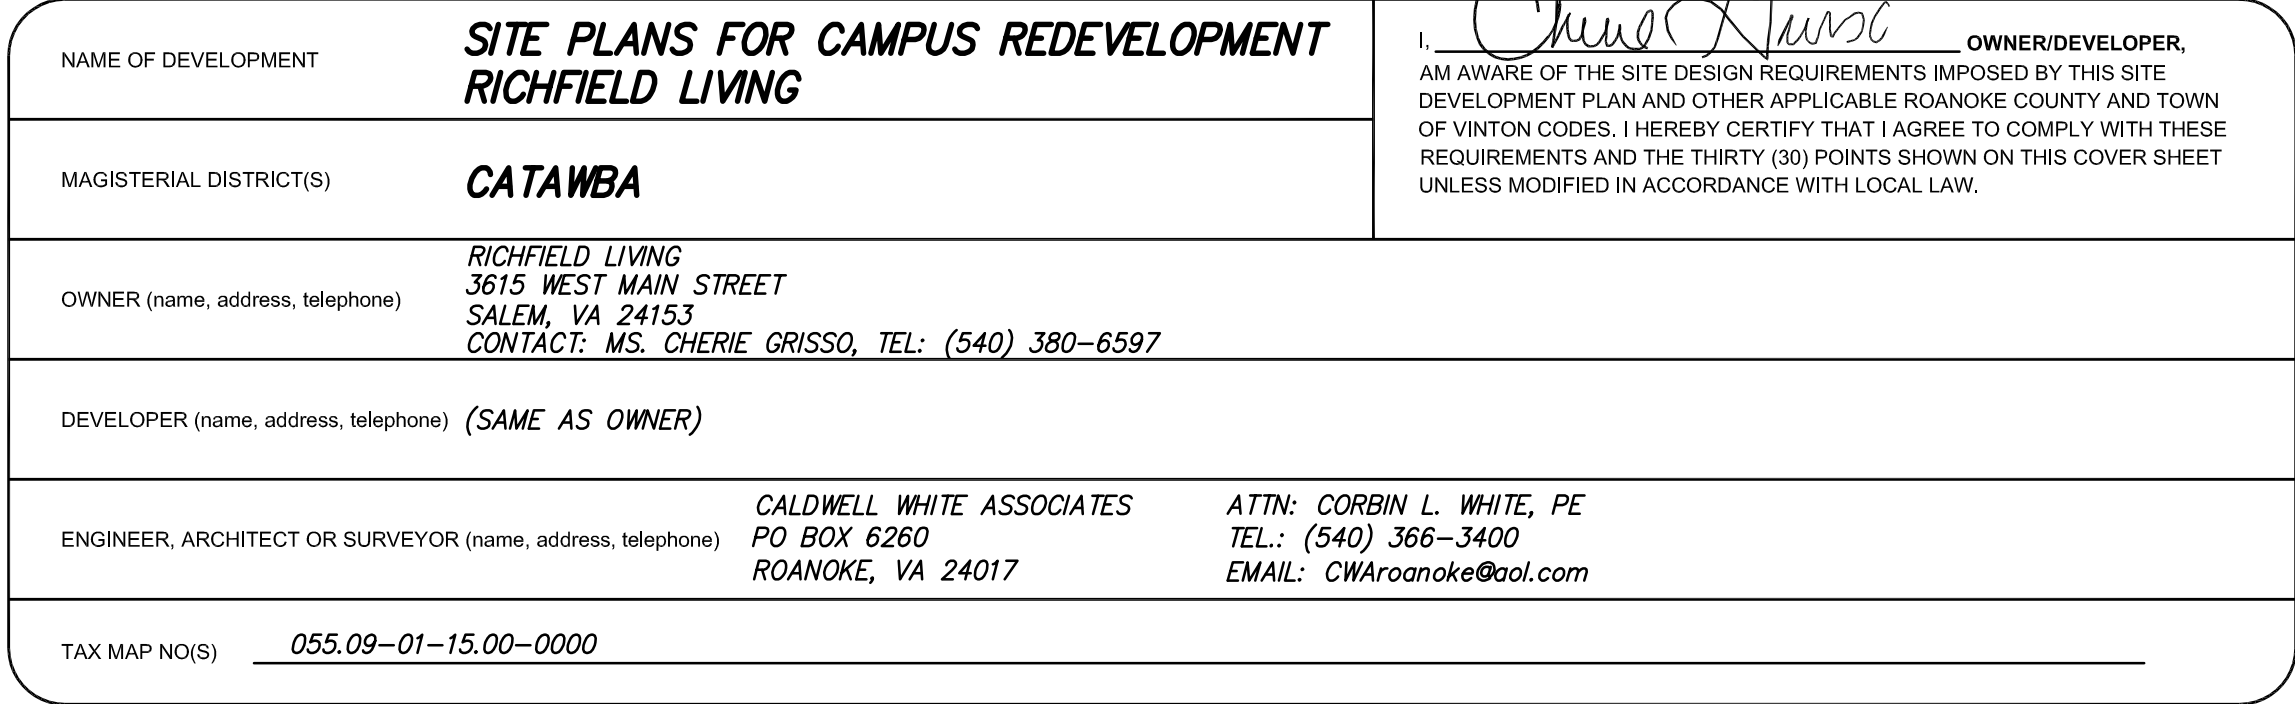 NAME OF DEVELOPMENT
SITE PLANS FOR CAMPUS REDEVELOPMENT
RICHFIELD LIVING
I, Cherie Grisso OWNER/DEVELOPER,
AM AWARE OF THE SITE DESIGN REQUIREMENTS IMPOSED BY THIS SITE
DEVELOPMENT PLAN AND OTHER APPLICABLE ROANOKE COUNTY AND TOWN
OF VINTON CODES. I HEREBY CERTIFY THAT I AGREE TO COMPLY WITH THESE
REQUIREMENTS AND THE THIRTY (30) POINTS SHOWN ON THIS COVER SHEET
UNLESS MODIFIED IN ACCORDANCE WITH LOCAL LAW.
MAGISTERIAL DISTRICT(S)
CATAWBA
OWNER (name, address, telephone)
RICHFIELD LIVING
3615 WEST MAIN STREET
SALEM, VA 24153
CONTACT: MS. CHERIE GRISSO, TEL: (540) 380-6597
DEVELOPER (name, address, telephone) (SAME AS OWNER)
ENGINEER, ARCHITECT OR SURVEYOR (name, address, telephone)
CALDWELL WHITE ASSOCIATES
PO BOX 6260
ROANOKE, VA 24017
ATTN: CORBIN L. WHITE, PE
TEL.: (540) 366-3400
EMAIL: CWAroanoke@aol.com
TAX MAP NO(S) 055.09-01-15.00-0000